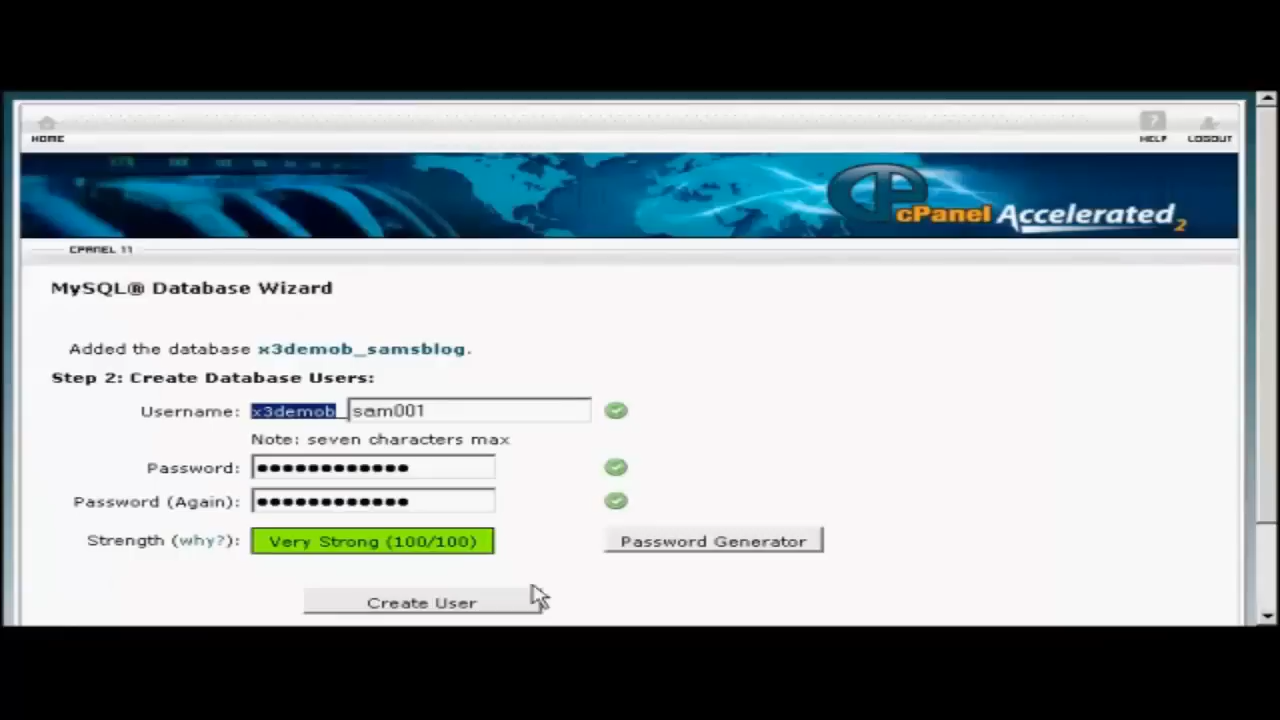 HOME
HELP LOGOUT
cPanel Accelerated 2
CPANEL 11
MySQL® Database Wizard
Added the database x3demob_samsblog.
Step 2: Create Database Users:
Username: x3demob_ sam001
Note: seven characters max
Password: ●●●●●●●●●●●●
Password (Again): ●●●●●●●●●●●●
Strength (why?): Very Strong (100/100) Password Generator
Create User